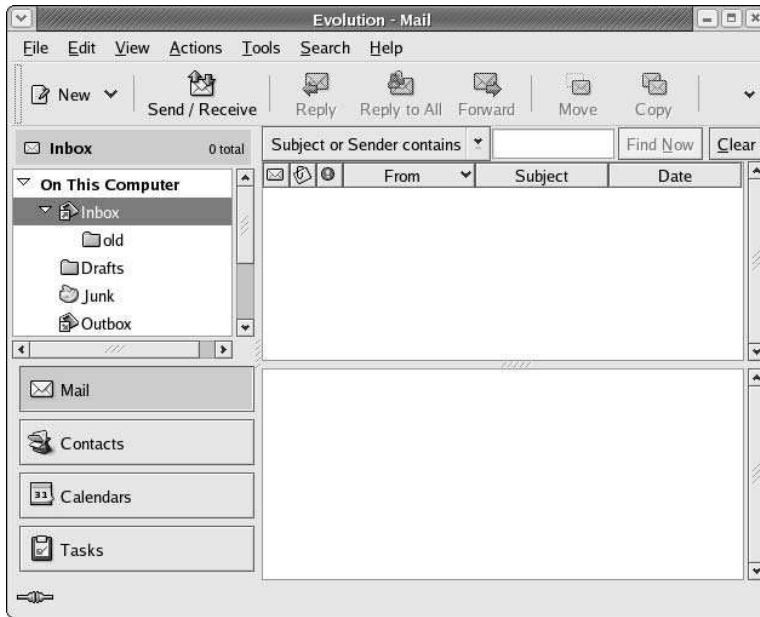 Evolution - Mail
File Edit View Actions Tools Search Help
New Send / Receive Reply Reply to All Forward Move Copy
Inbox 0 total Subject or Sender contains Find Now Clear
From Subject Date
On This Computer
Inbox
old
Drafts
Junk
Outbox
Mail
Contacts
31 Calendars
Tasks